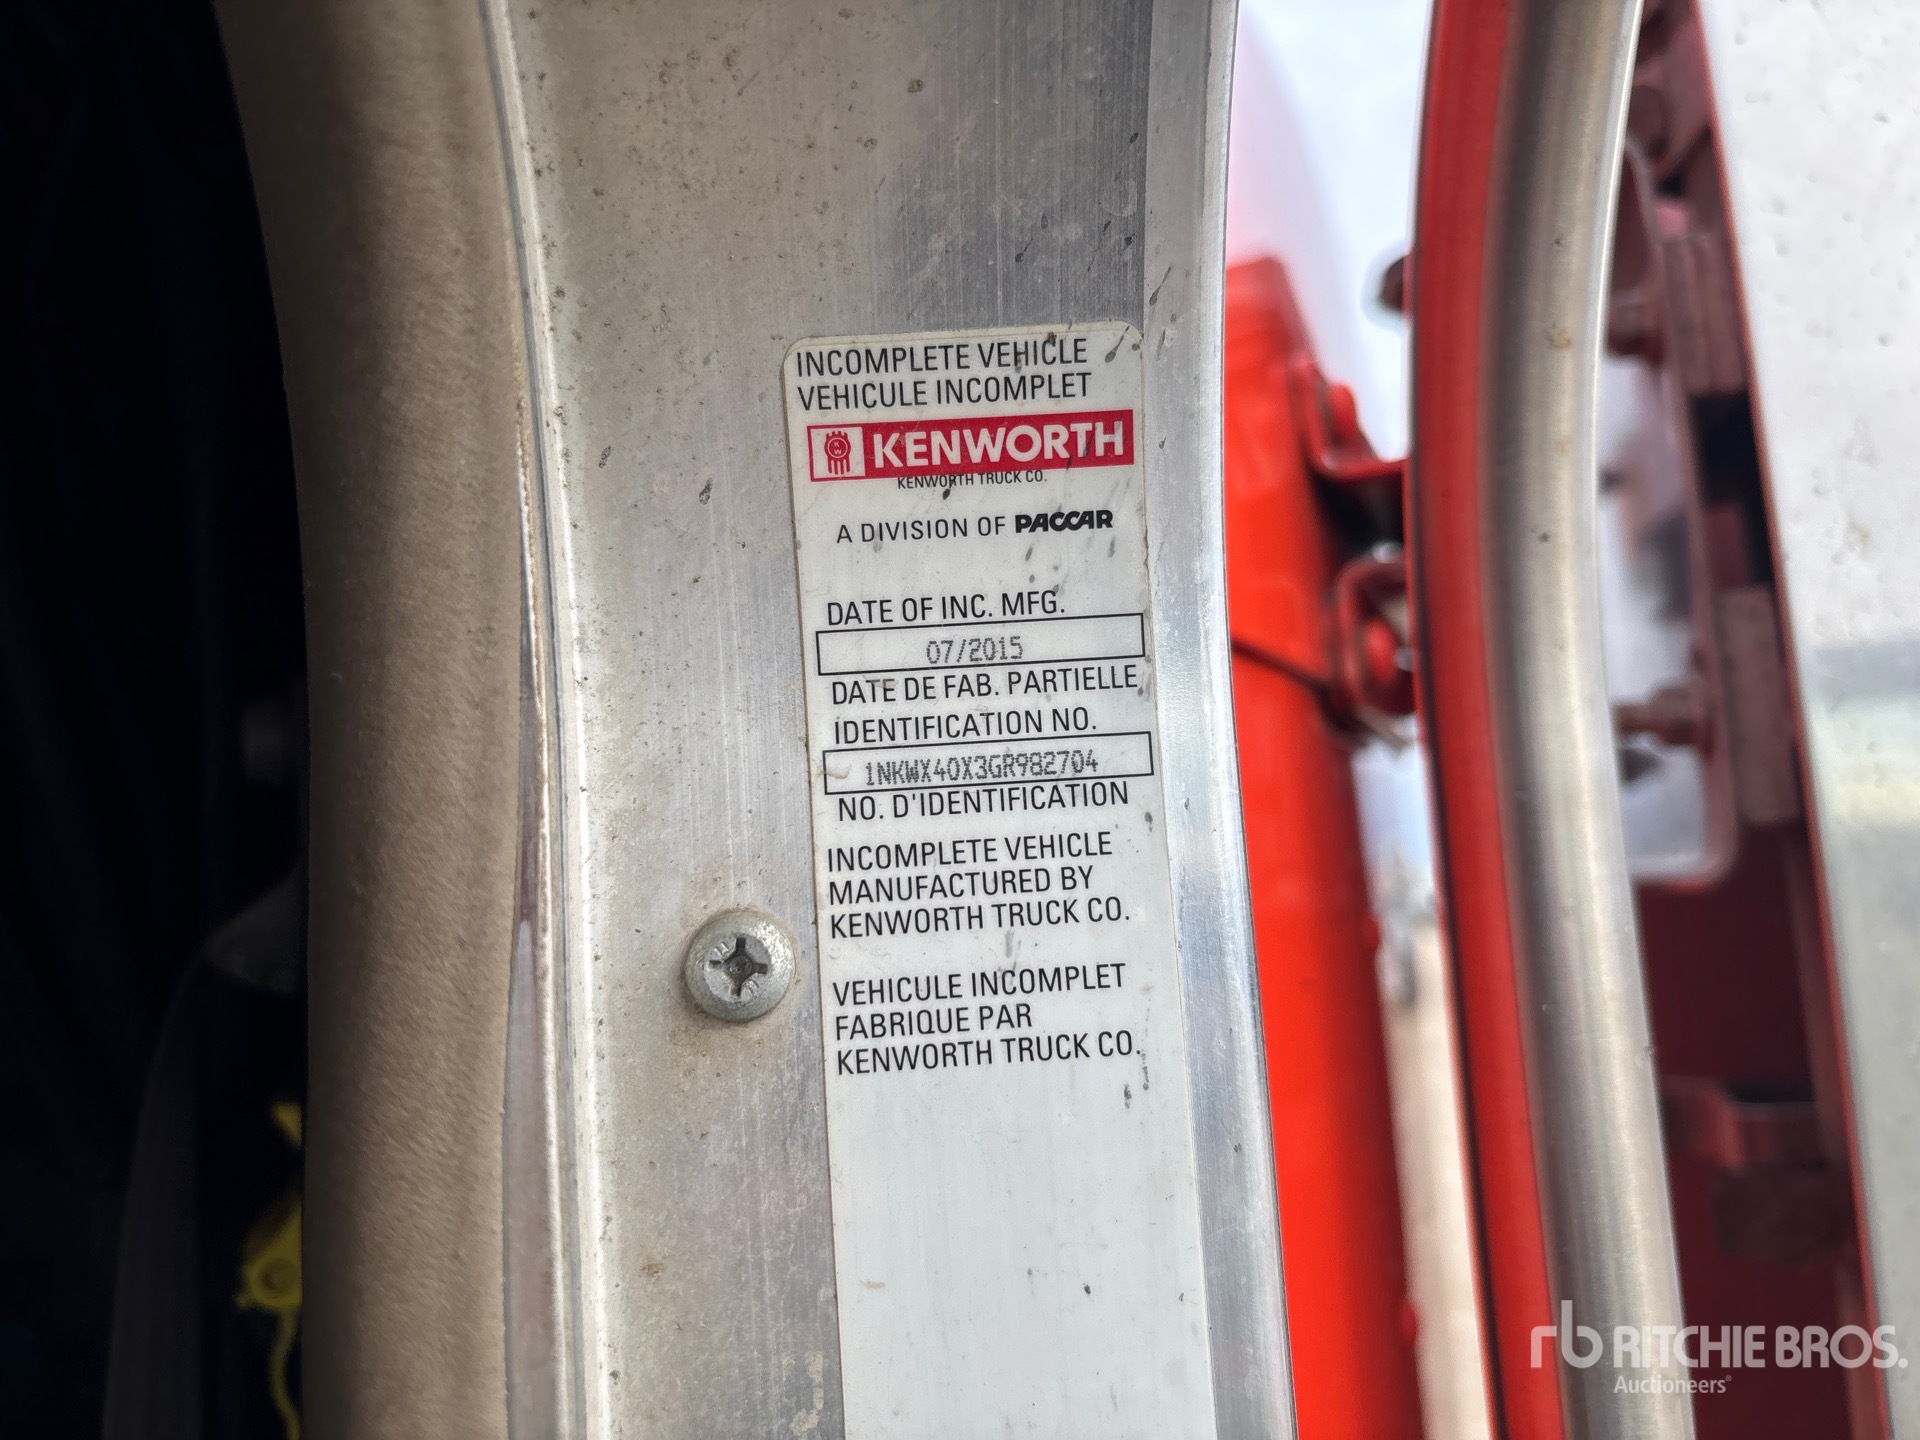 INCOMPLETE VEHICLE
VEHICULE INCOMPLET
KW KENWORTH
KENWORTH TRUCK CO.
A DIVISION OF PACCAR
DATE OF INC. MFG.
07/2015
DATE DE FAB. PARTIELLE
IDENTIFICATION NO.
1NKWX40X3GR982704
NO. D'IDENTIFICATION
INCOMPLETE VEHICLE
MANUFACTURED BY
KENWORTH TRUCK CO.
VEHICULE INCOMPLET
FABRIQUE PAR
KENWORTH TRUCK CO.
rb RITCHIE BROS.
Auctioneers®